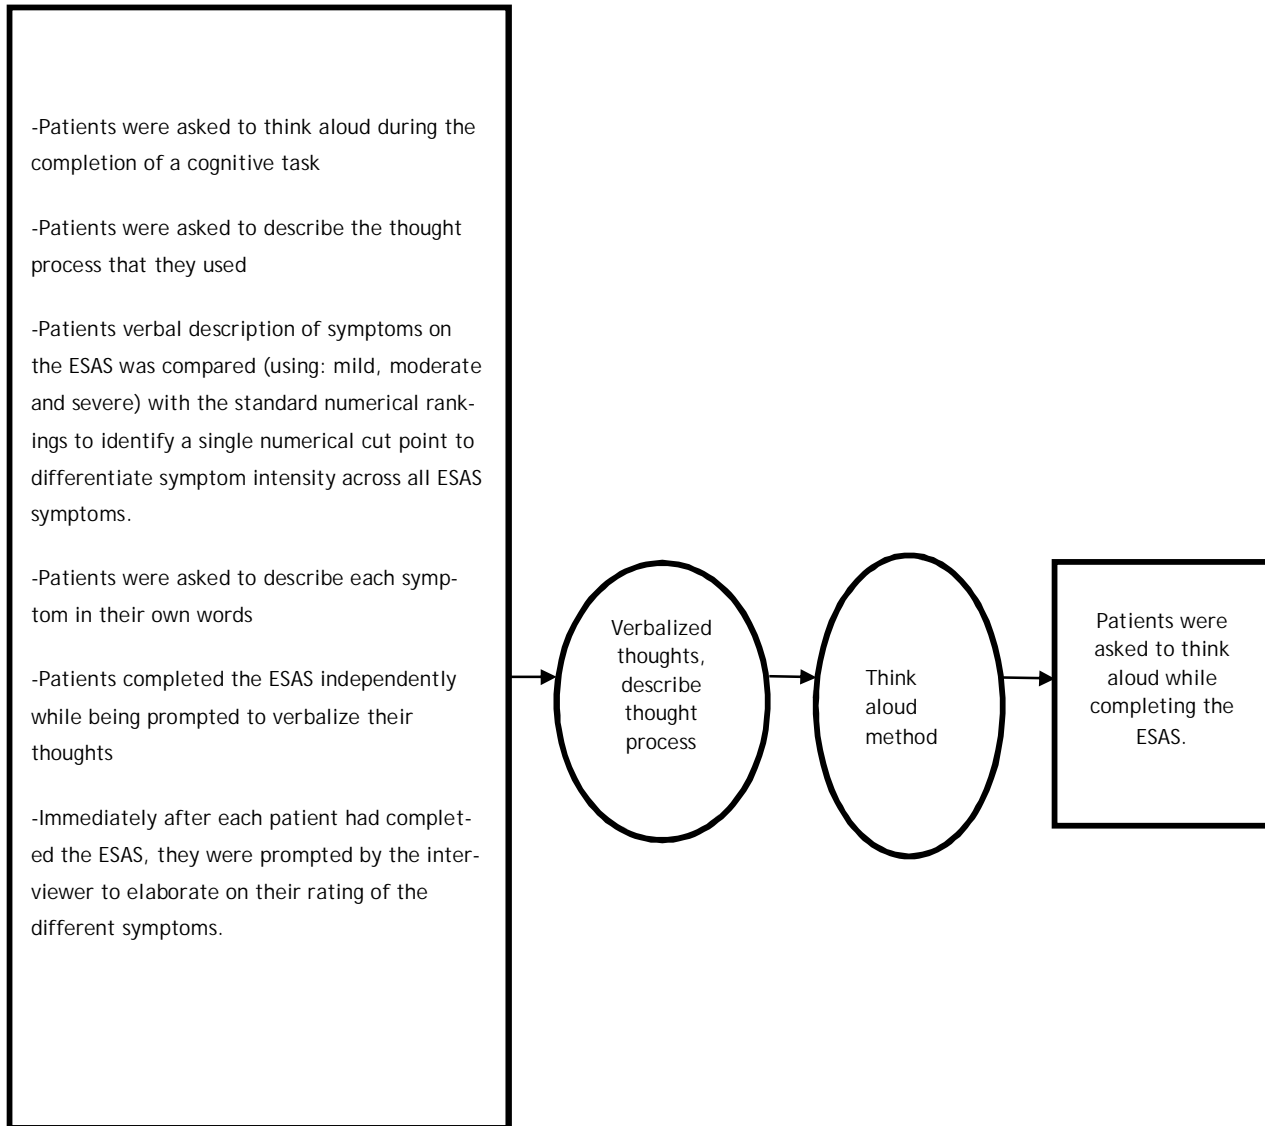 -Patients were asked to think aloud during the
completion of a cognitive task
-Patients were asked to describe the thought
process that they used
-Patients verbal description of symptoms on
the ESAS was compared (using: mild, moderate
and severe) with the standard numerical rank-
ings to identify a single numerical cut point to
differentiate symptom intensity across all ESAS
symptoms.
-Patients were asked to describe each symp-
tom in their own words
-Patients completed the ESAS independently
while being prompted to verbalize their
thoughts
-Immediately after each patient had complet-
ed the ESAS, they were prompted by the inter-
viewer to elaborate on their rating of the
different symptoms.
Verbalized
thoughts,
describe
thought
process
Think
aloud
method
Patients were
asked to think
aloud while
completing the
ESAS.